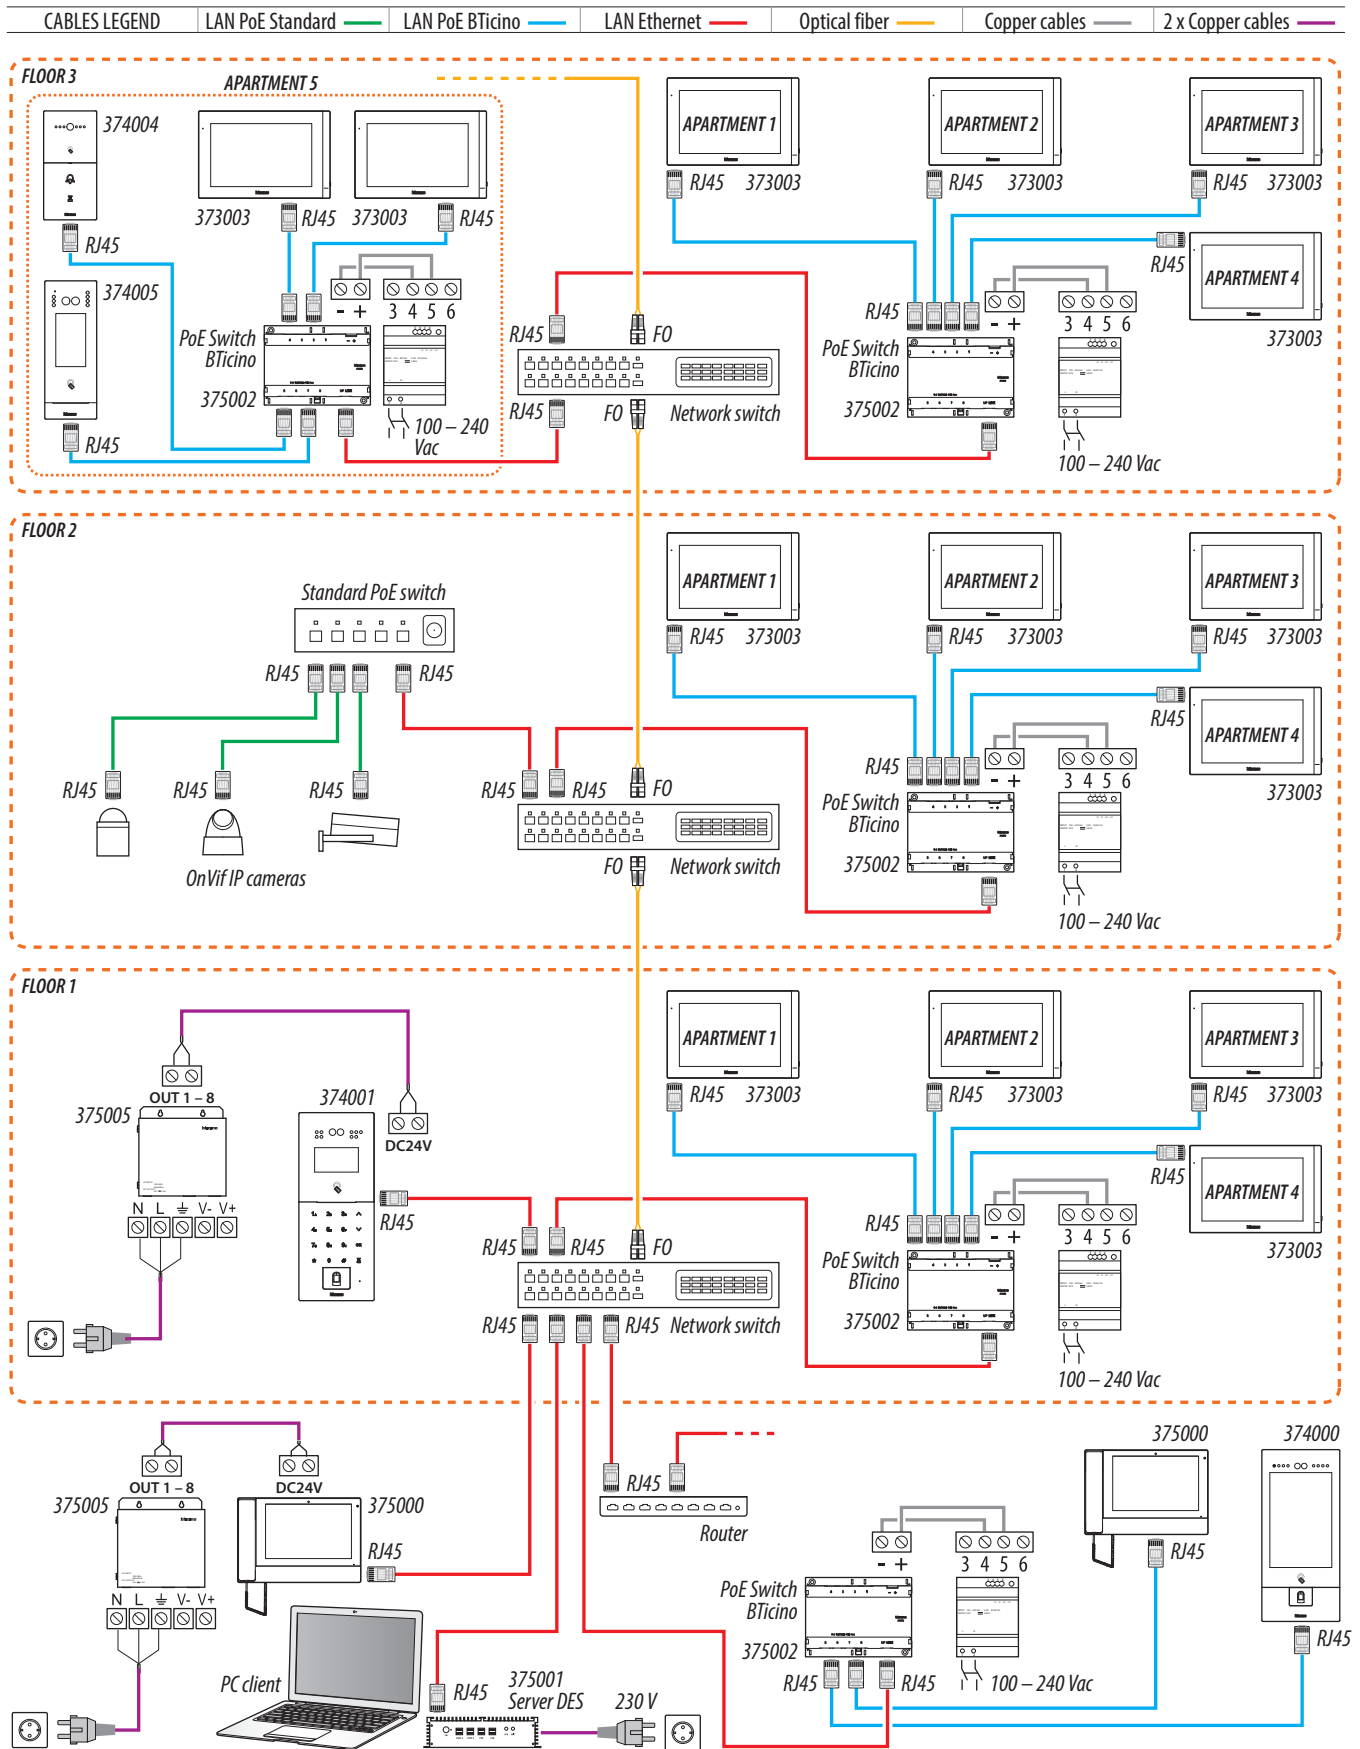 CABLES LEGEND LAN PoE Standard LAN PoE BTicino LAN Ethernet Optical fiber Copper cables 2 x Copper cables
FLOOR 3
APARTMENT 5
374004
373003 RJ45 373003 RJ45
RJ45
374005
- + 3 4 5 6
PoE Switch
BTicino
375002
100 – 240
Vac
RJ45
RJ45
FO
RJ45
FO
Network switch
APARTMENT 1
RJ45 373003
APARTMENT 2
RJ45 373003
APARTMENT 3
RJ45 373003
RJ45
APARTMENT 4
373003
RJ45
- + 3 4 5 6
PoE Switch
BTicino
375002
100 – 240 Vac
FLOOR 2
Standard PoE switch
RJ45 RJ45
RJ45 RJ45 RJ45
OnVif IP cameras
RJ45 RJ45 FO
FO
Network switch
APARTMENT 1
RJ45 373003
APARTMENT 2
RJ45 373003
APARTMENT 3
RJ45 373003
RJ45
APARTMENT 4
373003
RJ45
- + 3 4 5 6
PoE Switch
BTicino
375002
100 – 240 Vac
FLOOR 1
OUT 1 – 8
375005
374001
DC24V
N L V- V+
RJ45
RJ45 RJ45 FO
RJ45 RJ45
Network switch
APARTMENT 1
RJ45 373003
APARTMENT 2
RJ45 373003
APARTMENT 3
RJ45 373003
RJ45
APARTMENT 4
373003
RJ45
- + 3 4 5 6
PoE Switch
BTicino
375002
100 – 240 Vac
OUT 1 – 8
375005
DC24V
375000
RJ45
N L V- V+
PC client
RJ45
375001
Server DES
230 V
RJ45
Router
- + 3 4 5 6
PoE Switch
BTicino
375002
RJ45 RJ45
100 – 240 Vac
375000
RJ45
374000
RJ45